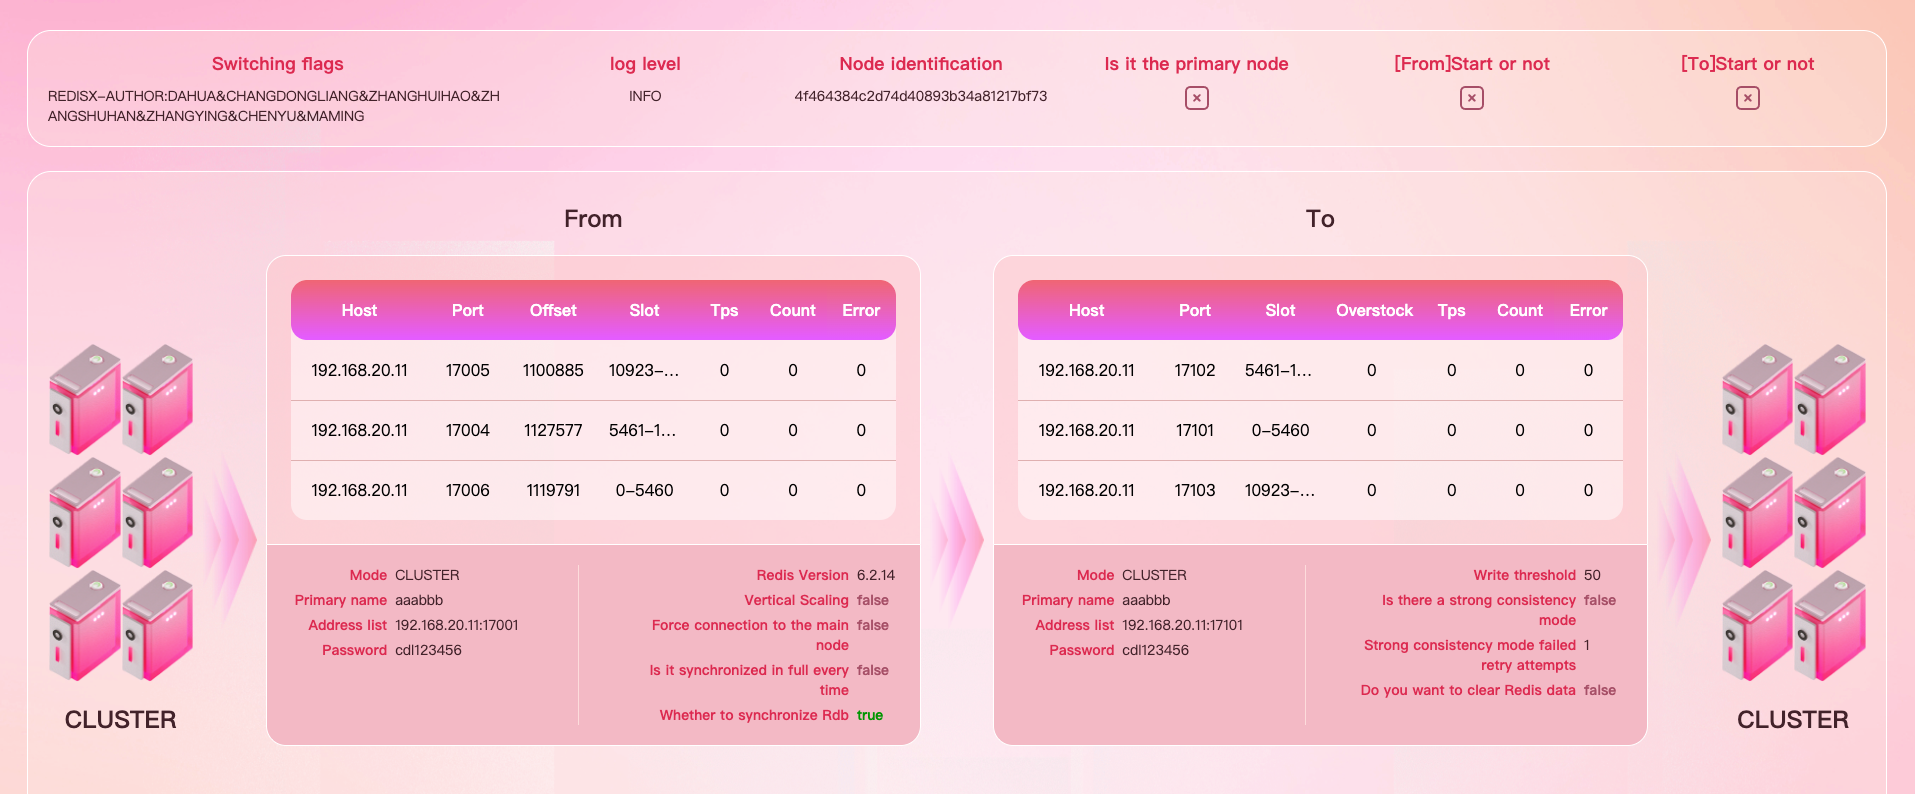 Switching flags
log level
Node identification
Is it the primary node
[From]Start or not
[To]Start or not
REDISX-AUTHOR:DAHUA&CHANGDONGLIANG&ZHANGHUIHAO&ZH
ANGSHUHAN&ZHANGYING&CHENYU&MAMING
INFO
4f464384c2d74d40893b34a81217bf73
From
Host Port Offset Slot Tps Count Error
192.168.20.11 17005 1100885 10923-... 0 0 0
192.168.20.11 17004 1127577 5461-1... 0 0 0
192.168.20.11 17006 1119791 0-5460 0 0 0
Mode CLUSTER
Primary name aaabbb
Address list 192.168.20.11:17001
Password cdl123456
Redis Version 6.2.14
Vertical Scaling false
Force connection to the main false
node
Is it synchronized in full every false
time
Whether to synchronize Rdb true
To
Host Port Slot Overstock Tps Count Error
192.168.20.11 17102 5461-1... 0 0 0 0
192.168.20.11 17101 0-5460 0 0 0 0
192.168.20.11 17103 10923-... 0 0 0 0
Mode CLUSTER
Primary name aaabbb
Address list 192.168.20.11:17101
Password cdl123456
Write threshold 50
Is there a strong consistency false
mode
Strong consistency mode failed 1
retry attempts
Do you want to clear Redis data false
CLUSTER
CLUSTER